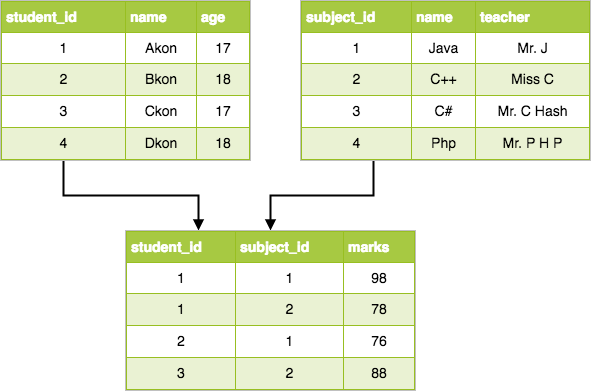 student_id name age
1 Akon 17
2 Bkon 18
3 Ckon 17
4 Dkon 18
subject_id name teacher
1 Java Mr. J
2 C++ Miss C
3 C# Mr. C Hash
4 Php Mr. P H P
student_id subject_id marks
1 1 98
1 2 78
2 1 76
3 2 88